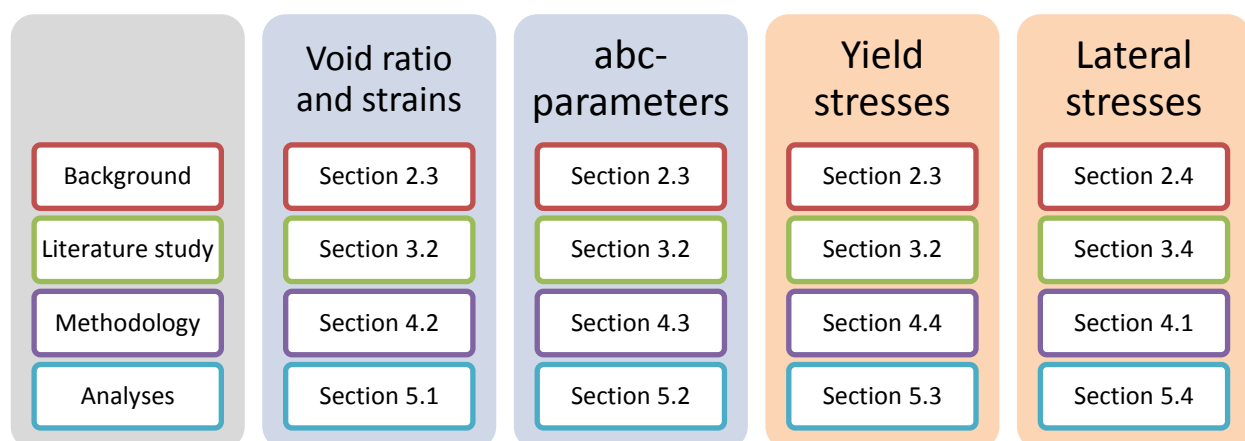 Void ratio
and strains
abc-
parameters
Yield
stresses
Lateral
stresses
Background
Section 2.3
Section 2.3
Section 2.3
Section 2.4
Literature study
Section 3.2
Section 3.2
Section 3.2
Section 3.4
Methodology
Section 4.2
Section 4.3
Section 4.4
Section 4.1
Analyses
Section 5.1
Section 5.2
Section 5.3
Section 5.4